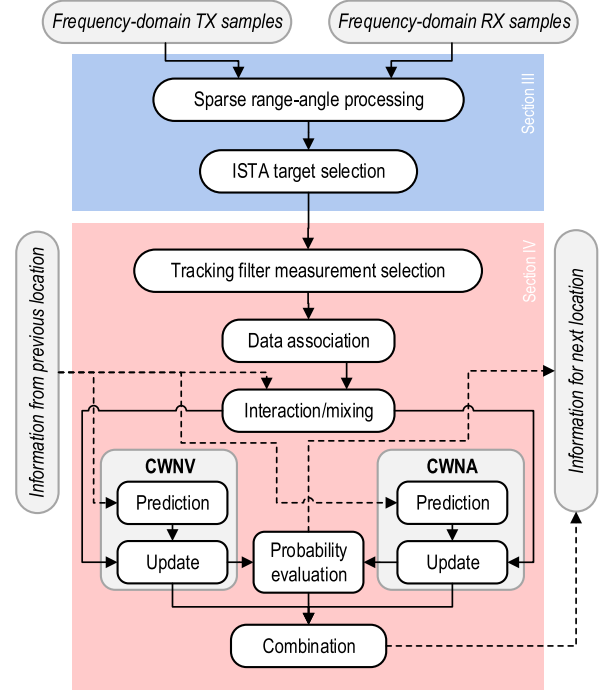 Frequency-domain TX samples
Frequency-domain RX samples
Section III
Sparse range-angle processing
ISTA target selection
Section IV
Information from previous location
Information for next location
Tracking filter measurement selection
Data association
Interaction/mixing
CWNV
CWNA
Prediction
Prediction
Update
Probability
evaluation
Update
Combination